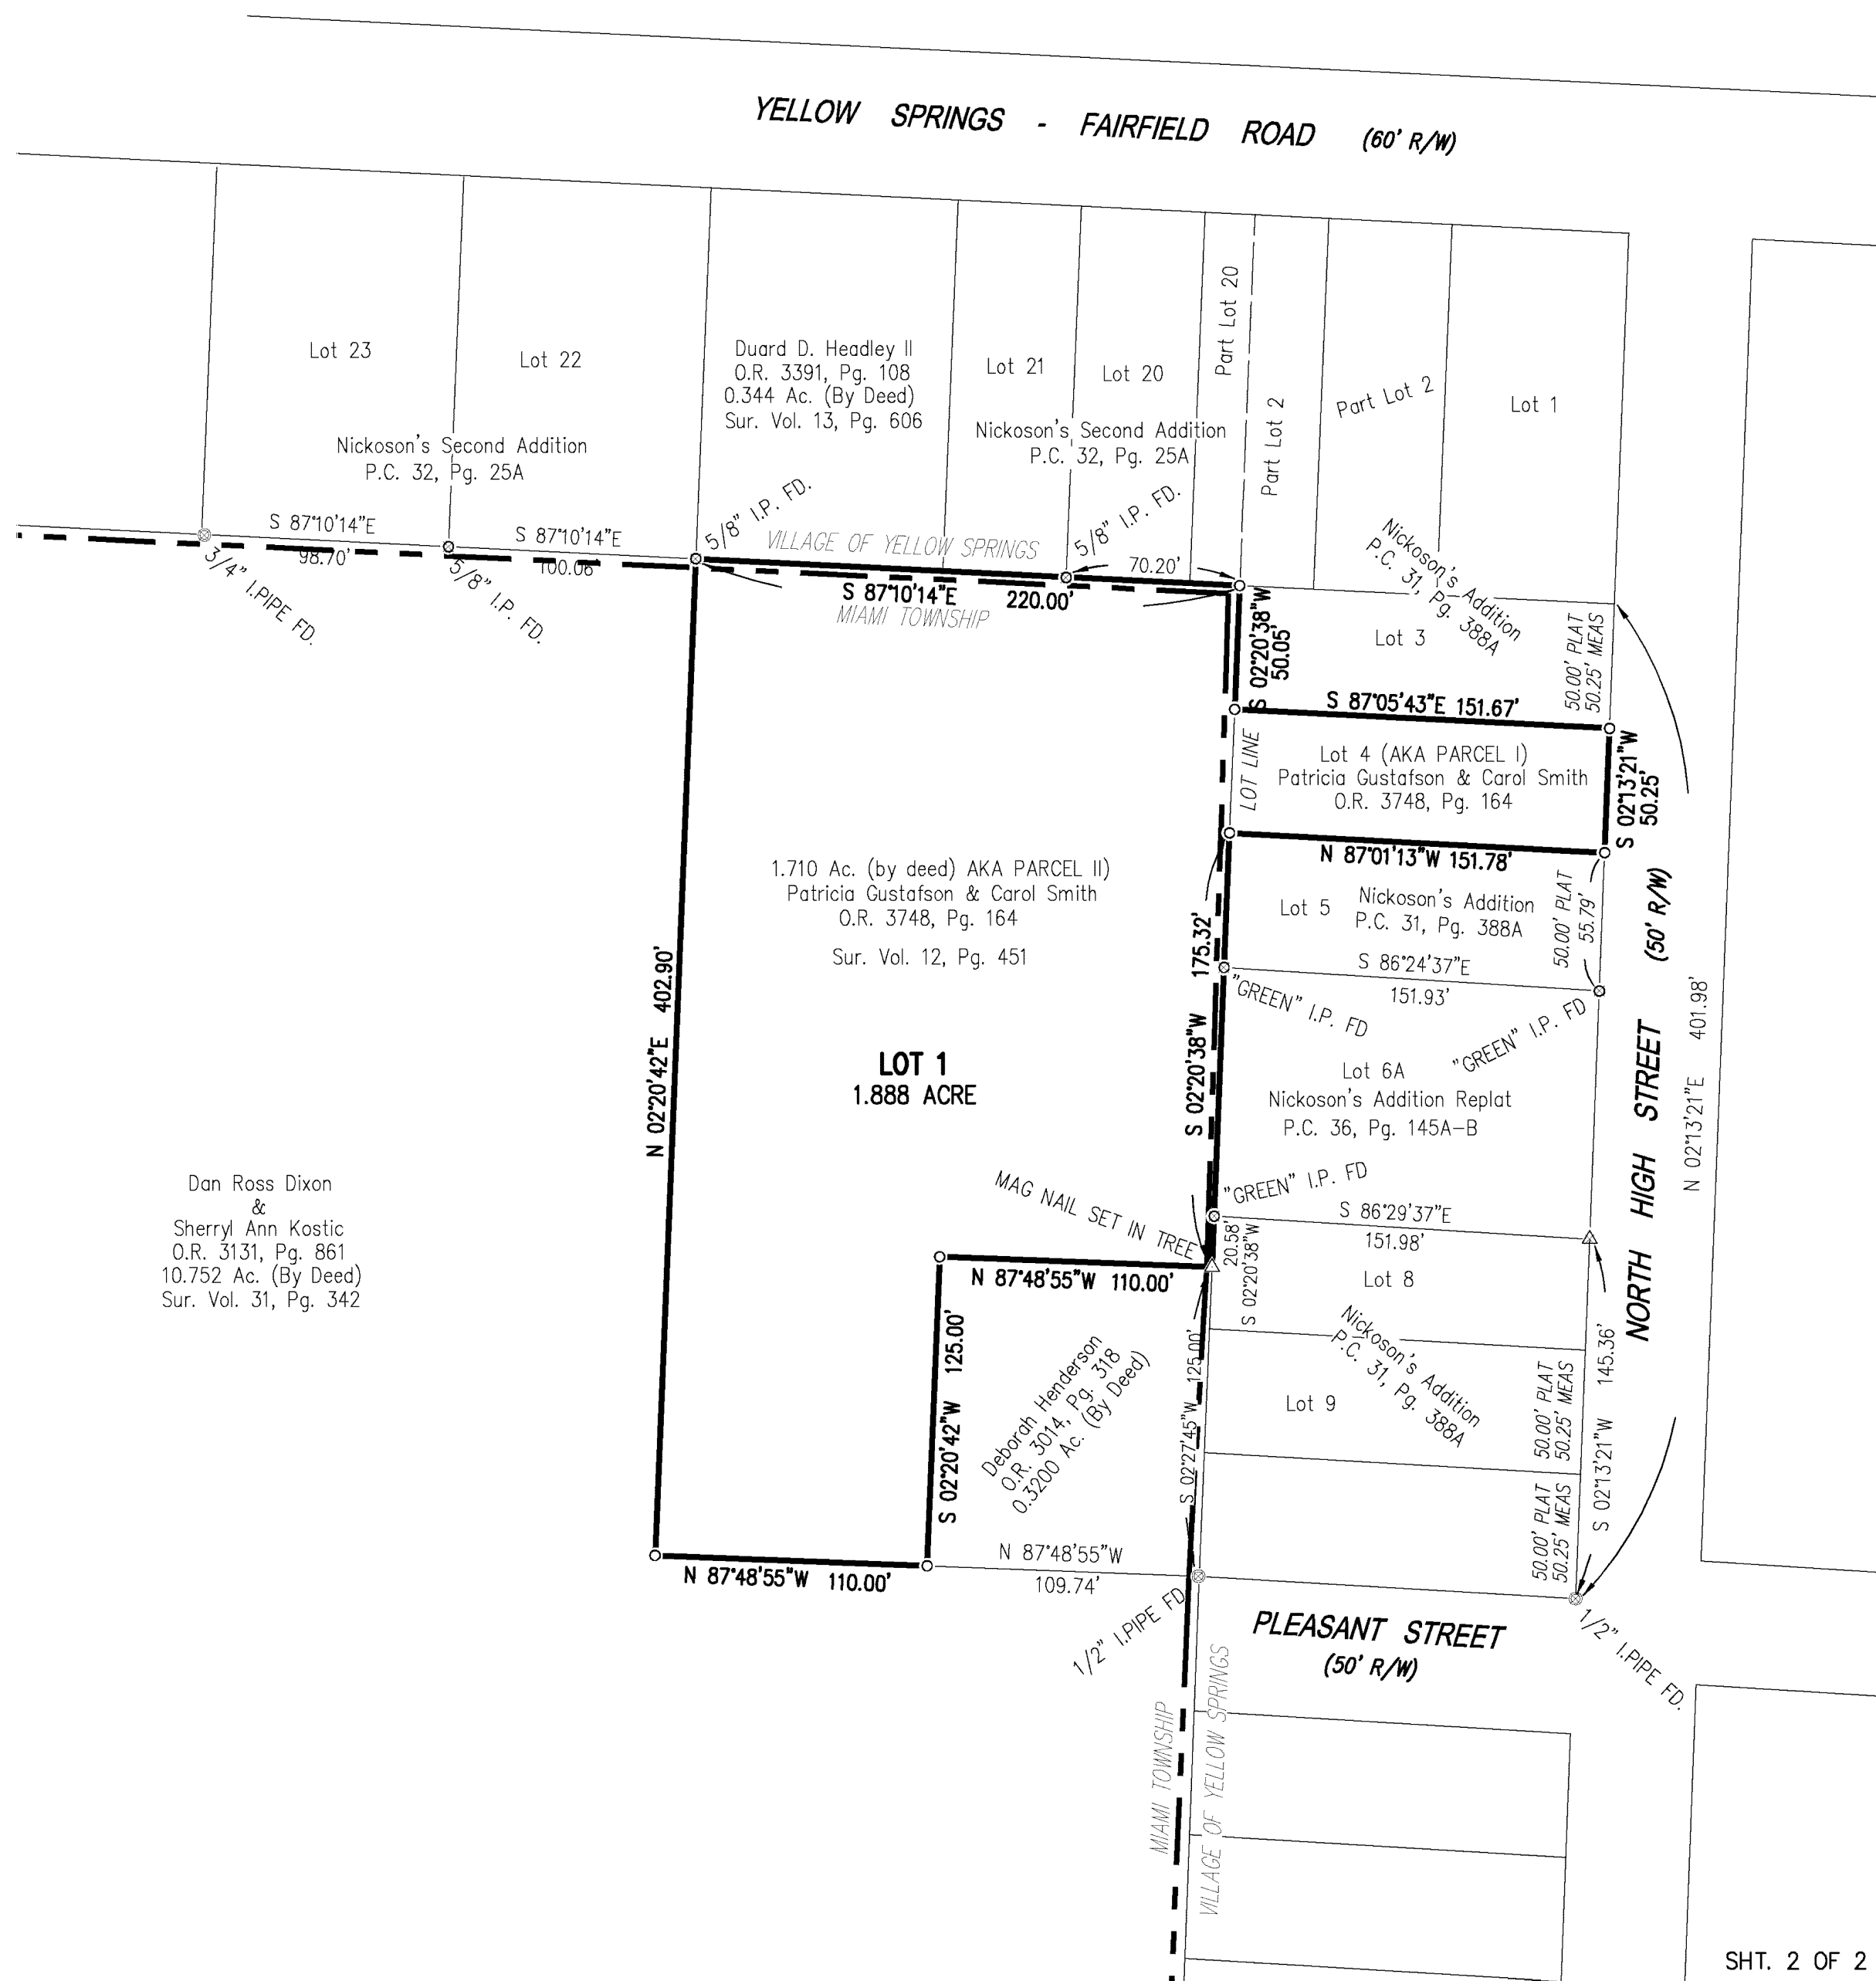 YELLOW SPRINGS - FAIRFIELD ROAD (60' R/W)
Lot 23
Lot 22
Nickoson's Second Addition
P.C. 32, Pg. 25A
Duard D. Headley II
O.R. 3391, Pg. 108
0.344 Ac. (By Deed)
Sur. Vol. 13, Pg. 606
Lot 21
Lot 20
Nickoson's Second Addition
P.C. 32, Pg. 25A
Part Lot 20
Part Lot 2
Part Lot 2
Lot 1
S 87°10'14"E
98.70'
3/4" I.PIPE FD.
S 87°10'14"E
100.06'
5/8" I.P. FD.
5/8" I.P. FD.
VILLAGE OF YELLOW SPRINGS
5/8" I.P. FD.
70.20'
S 87°10'14"E 220.00'
MIAMI TOWNSHIP
S 02°20'38"W
50.05'
Nickoson's Addition
P.C. 31, Pg. 388A
Lot 3
50.00' PLAT
50.25' MEAS
S 87°05'43"E 151.67'
LOT LINE
Lot 4 (AKA PARCEL I)
Patricia Gustafson & Carol Smith
O.R. 3748, Pg. 164
S 02°13'21"W
50.25'
N 87°01'13"W 151.78'
1.710 Ac. (by deed) AKA PARCEL II)
Patricia Gustafson & Carol Smith
O.R. 3748, Pg. 164
Sur. Vol. 12, Pg. 451
Lot 5
Nickoson's Addition
P.C. 31, Pg. 388A
50.00' PLAT
55.79'
S 86°24'37"E
151.93'
"GREEN" I.P. FD
"GREEN" I.P. FD
N 02°20'42"E 402.90'
S 02°20'38"W 175.32'
LOT 1
1.888 ACRE
Lot 6A
Nickoson's Addition Replat
P.C. 36, Pg. 145A-B
NORTH HIGH STREET (50' R/W)
N 02°13'21"E 401.98'
MAG NAIL SET IN TREE
"GREEN" I.P. FD
S 86°29'37"E
151.98'
20.58'
S 02°20'38"W
Dan Ross Dixon
&
Sherryl Ann Kostic
O.R. 3131, Pg. 861
10.752 Ac. (By Deed)
Sur. Vol. 31, Pg. 342
N 87°48'55"W 110.00'
Lot 8
S 02°20'42"W 125.00'
Deborah Henderson
O.R. 3014, Pg. 318
0.3200 Ac. (By Deed)
S 02°27'45"W 125.00'
Nickoson's Addition
P.C. 31, Pg. 388A
Lot 9
50.00' PLAT
50.25' MEAS
50.00' PLAT
50.25' MEAS
S 02°13'21"W 145.36'
N 87°48'55"W 110.00'
N 87°48'55"W
109.74'
1/2" I.PIPE FD
PLEASANT STREET
(50' R/W)
1/2" I.PIPE FD.
MIAMI TOWNSHIP
VILLAGE OF YELLOW SPRINGS
SHT. 2 OF 2